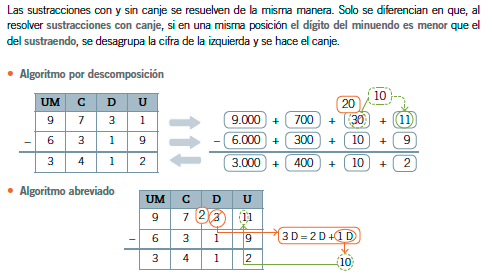 Las sustracciones con y sin canje se resuelven de la misma manera. Solo se diferencian en que, al
resolver sustracciones con canje, si en una misma posición el dígito del minuendo es menor que el
del sustraendo, se desagrupa la cifra de la izquierda y se hace el canje.
• Algoritmo por descomposición
10
20
UM C D U
9 7 3 1 9.000 + 700 + 30 + 11
– 6 3 1 9 – 6.000 + 300 + 10 + 9
3 4 1 2 3.000 + 400 + 10 + 2
• Algoritmo abreviado
UM C D U
9 7 2 3 11
3 D = 2 D + 1 D
– 6 3 1 9
3 4 1 2 10